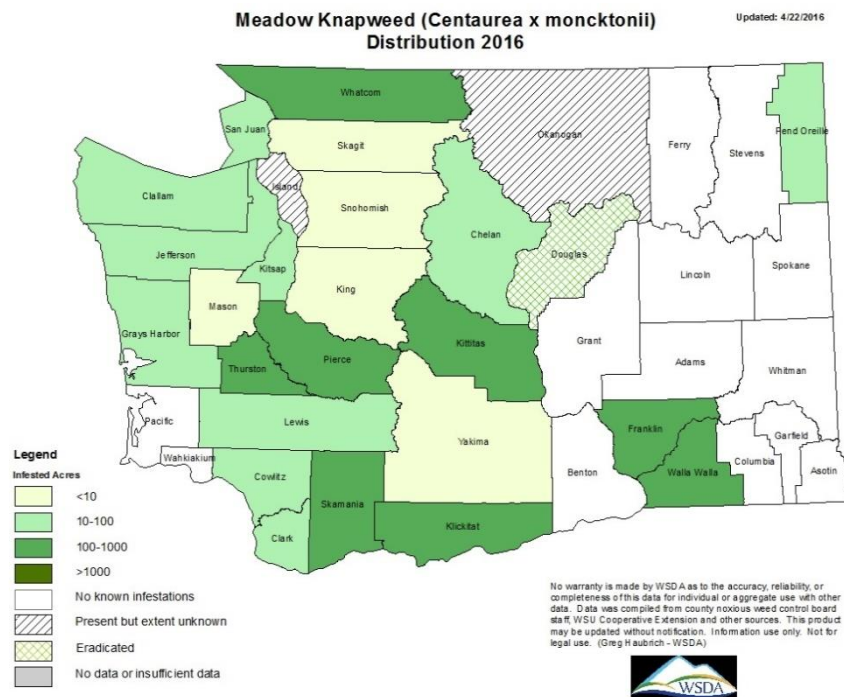 Meadow Knapweed (Centaurea x moncktonii)
Distribution 2016
Updated: 4/22/2016
Whatcom
San Juan
Skagit
Okanogan
Ferry
Stevens
Pend Oreille
Island
Clallam
Snohomish
Chelan
Jefferson
Kitsap
Douglas
Lincoln
Spokane
Mason
King
Grays Harbor
Kittitas
Grant
Thurston
Pierce
Adams
Whitman
Pacific
Lewis
Yakima
Franklin
Garfield
Wahkiakum
Benton
Walla Walla
Columbia
Asotin
Cowlitz
Skamania
Clark
Klickitat
Legend
Infested Acres
<10
10-100
100-1000
>1000
No known infestations
Present but extent unknown
Eradicated
No data or insufficient data
No warranty is made by WSDA as to the accuracy, reliability, or
completeness of this data for individual or aggregate use with other
data. Data was compiled from county noxious weed control board
staff, WSU Cooperative Extension and other sources. This product
may be updated without notification. Information use only. Not for
legal use. (Greg Haubrich - WSDA)
WSDA